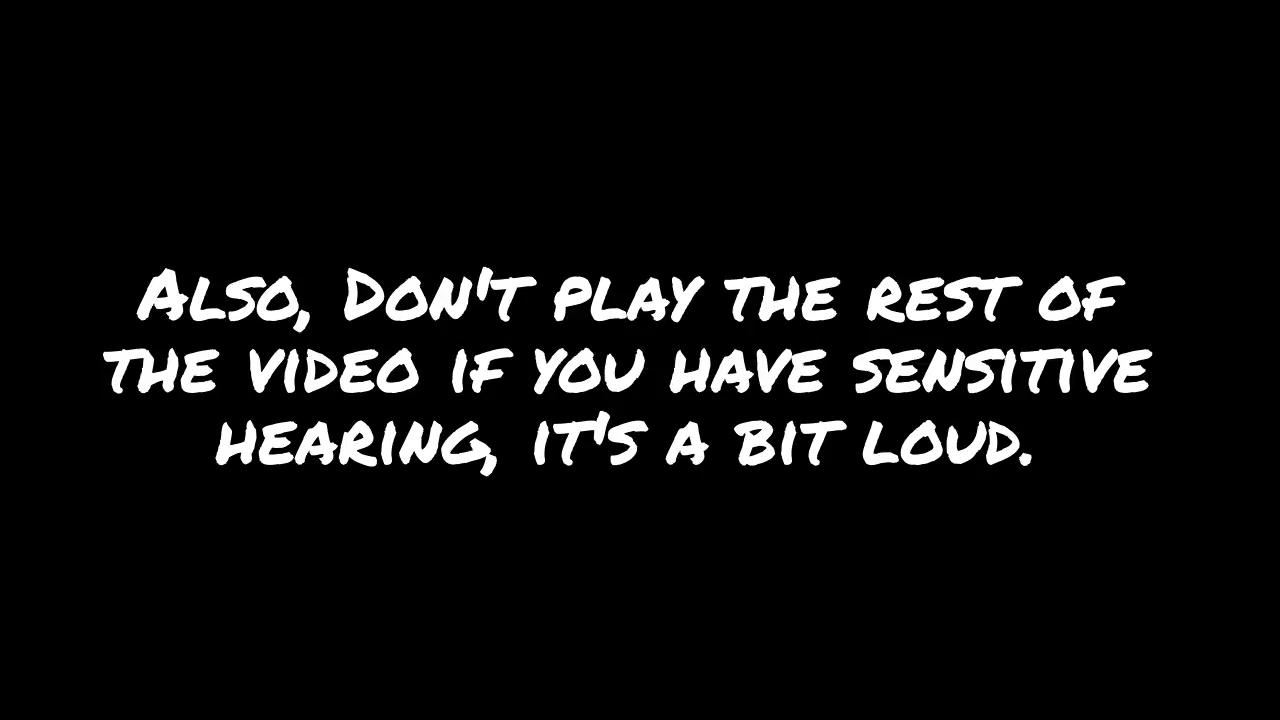 Also, Don't play the rest of
the video if you have sensitive
hearing, it's a bit loud.